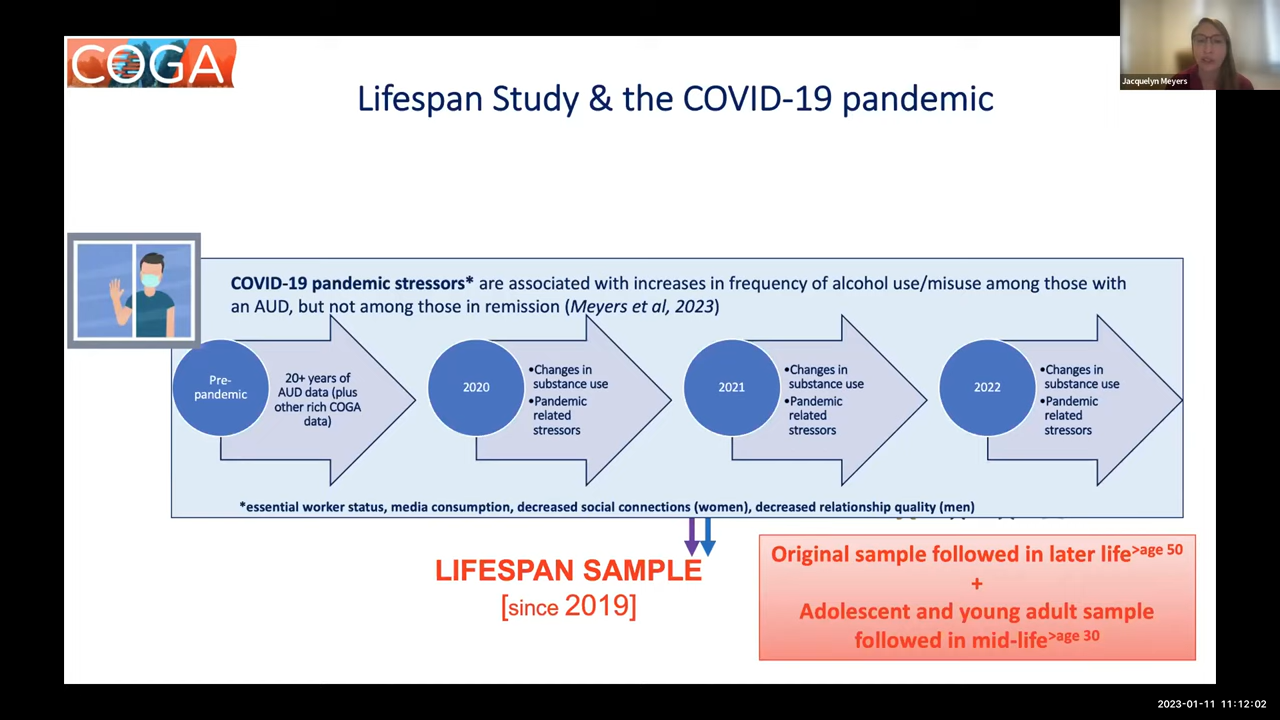 COGA
Jacquelyn Meyers
Lifespan Study & the COVID-19 pandemic
COVID-19 pandemic stressors* are associated with increases in frequency of alcohol use/misuse among those with
an AUD, but not among those in remission (Meyers et al, 2023)
Pre-
pandemic
20+ years of
AUD data (plus
other rich COGA
data)
2020
•Changes in
substance use
•Pandemic
related
stressors
2021
•Changes in
substance use
•Pandemic
related
stressors
2022
•Changes in
substance use
•Pandemic
related
stressors
*essential worker status, media consumption, decreased social connections (women), decreased relationship quality (men)
LIFESPAN SAMPLE
[since 2019]
Original sample followed in later life>age 50
+
Adolescent and young adult sample
followed in mid-life>age 30
2023-01-11 11:12:02